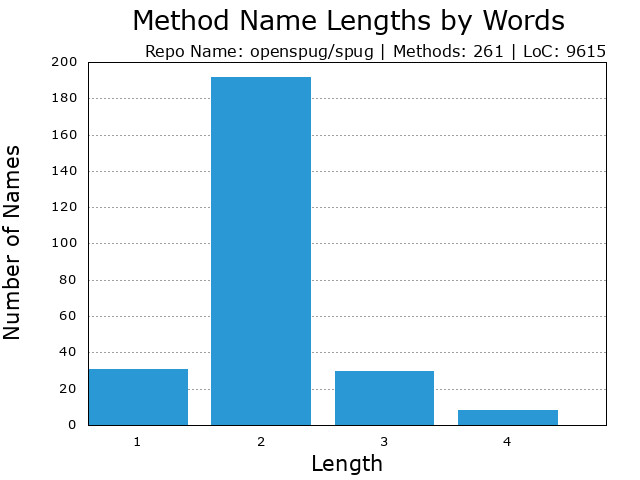 Method Name Lengths by Words
Repo Name: openspug/spug | Methods: 261 | LoC: 9615
Number of Names
200
180
160
140
120
100
80
60
40
20
0
1 2 3 4
Length